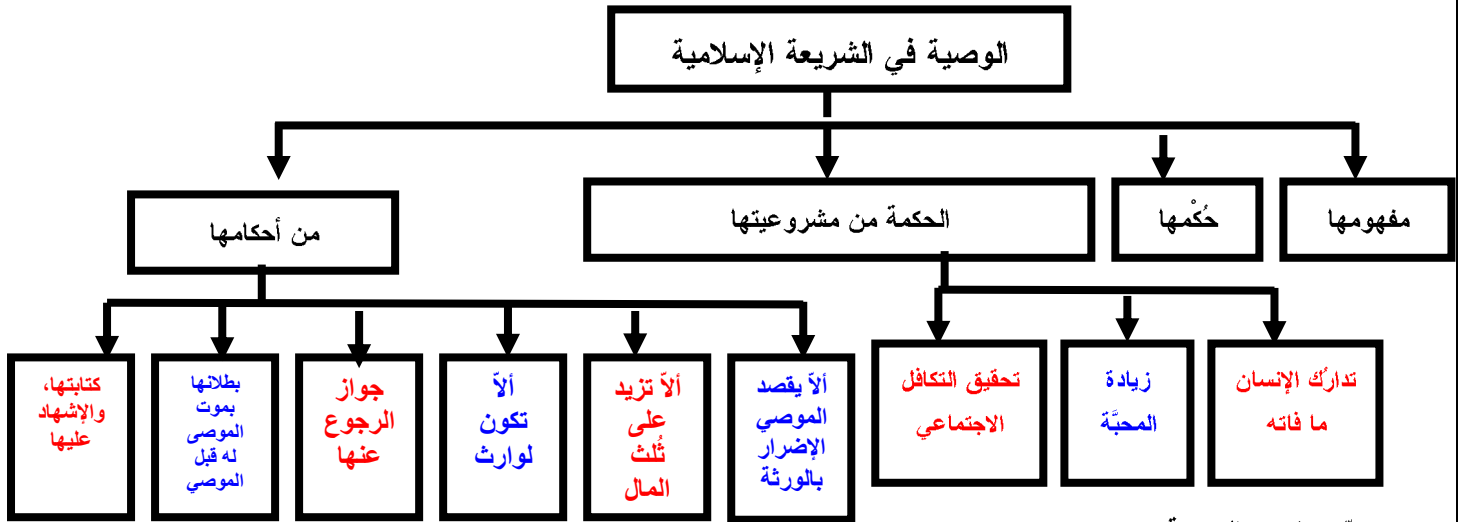 الوصية في الشريعة الإسلامية
مفهومها
حُكْمها
الحكمة من مشروعيتها
من أحكامها
تدارُك الإنسان
ما فاته
زيادة
المحبَّة
تحقيق التكافل
الاجتماعي
ألاّ يقصد
الموصي
الإضرار
بالورثة
ألاّ تزيد
على
ثُلث
المال
ألاّ
تكون
لوارث
جواز
الرجوع
عنها
بطلانها
بموت
الموصى
له قبل
الموصي
كتابتها،
والإشهاد
عليها